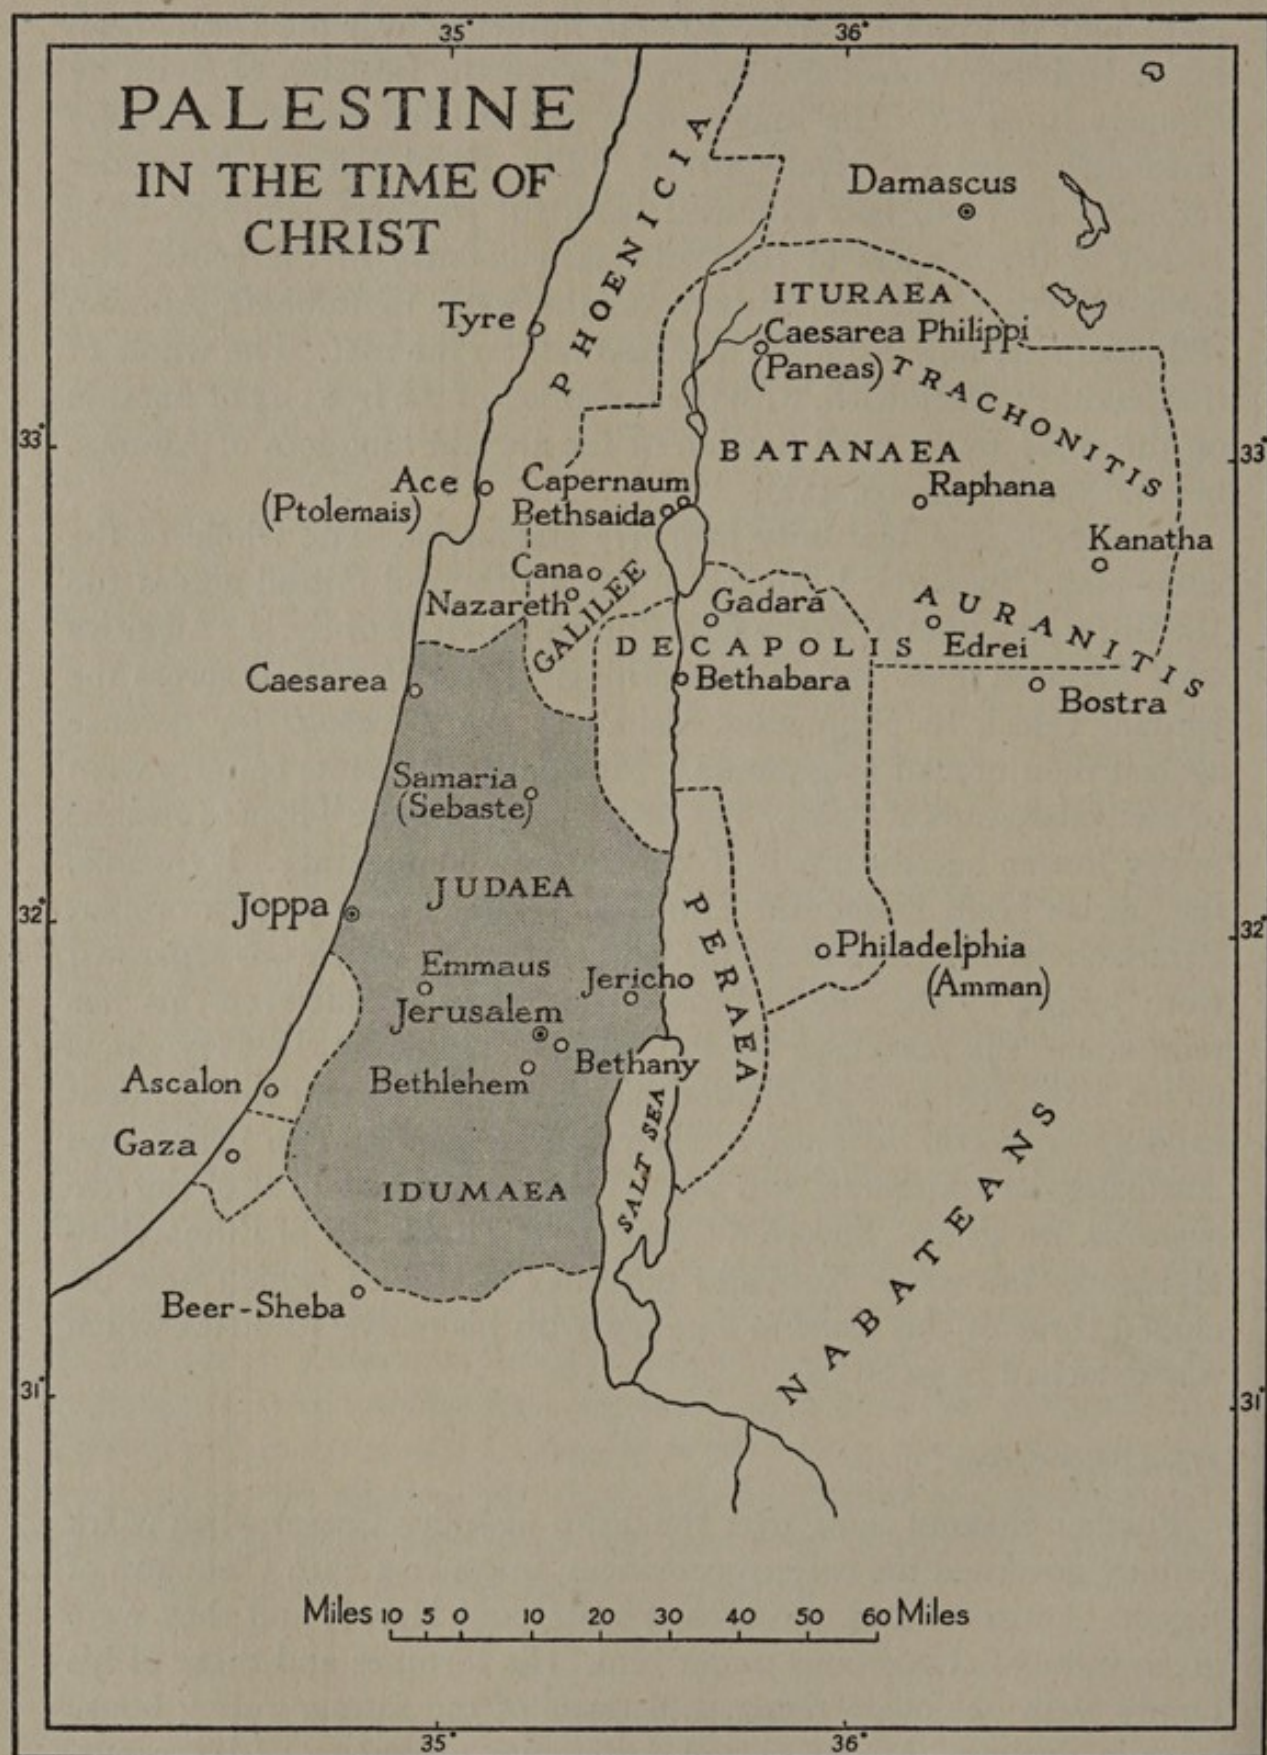 35°
36°
PALESTINE
IN THE TIME OF
CHRIST
PHOENICIA
Damascus
ITURAEA
Tyre
Caesarea Philippi
(Paneas)
TRACHONITIS
33°
33°
BATANAEA
Ace
(Ptolemais)
Capernaum
Bethsaida
Raphana
Kanatha
Cana
Nazareth
GALILEE
Gadara
AURANITIS
DECAPOLIS
Edrei
Caesarea
Bethabara
Bostra
Samaria
(Sebaste)
JUDAEA
Joppa
32°
32°
PERAEA
Philadelphia
(Amman)
Emmaus
Jericho
Jerusalem
Bethany
Ascalon
Bethlehem
Gaza
SALT SEA
IDUMAEA
NABATEANS
Beer-Sheba
31°
31°
Miles 10 5 0 10 20 30 40 50 60 Miles
35°
36°